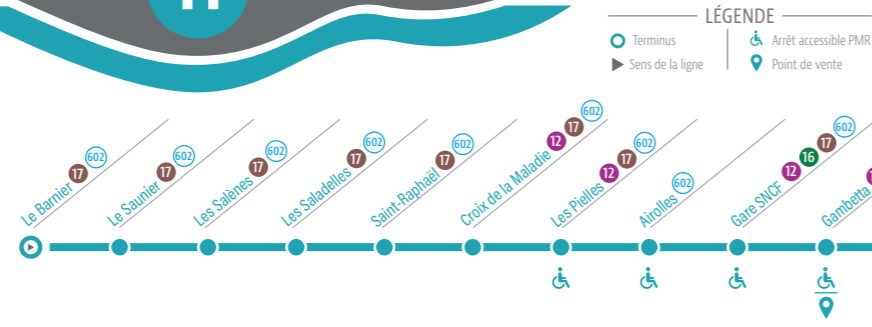 11
LÉGENDE
Terminus
Arrêt accessible PMR
Sens de la ligne
Point de vente
Le Barnier 17 602
Le Saunier 17 602
Les Salènes 17 602
Les Saladelles 17 602
Saint-Raphaël 17 602
Croix de la Maladie 12 17 602
Les Pielles 12 17 602
Airolles 602
Gare SNCF 12 16 17 602
Gambetta